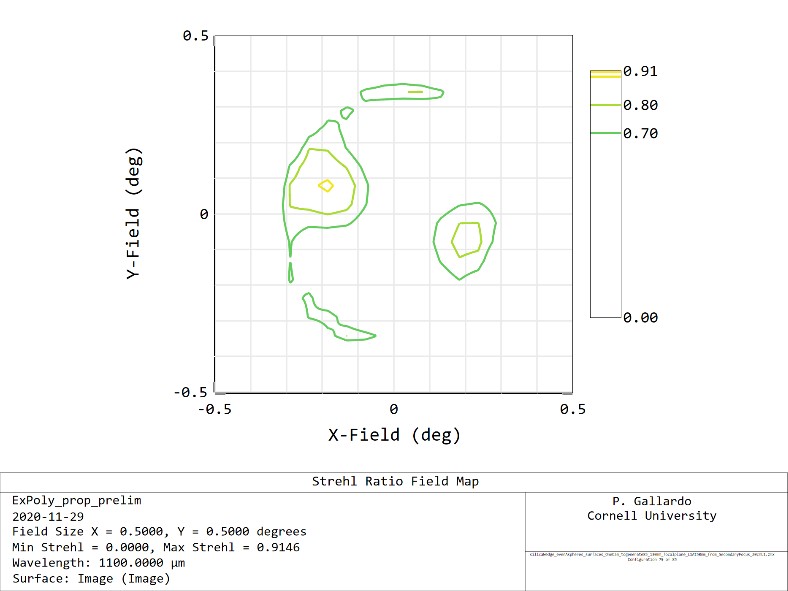 0.5
0.91
0.80
0.70
Y-Field (deg)
0
0.00
-0.5
-0.5
0
0.5
X-Field (deg)
Strehl Ratio Field Map
ExPoly_prop_prelim
2020-11-29
Field Size X = 0.5000, Y = 0.5000 degrees
Min Strehl = 0.0000, Max Strehl = 0.9146
Wavelength: 1100.0000 µm
Surface: Image (Image)
P. Gallardo
Cornell University